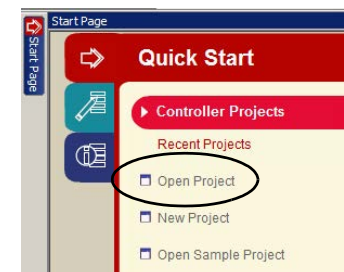 Start Page
Start Page
Quick Start
Controller Projects
Recent Projects
Open Project
New Project
Open Sample Project